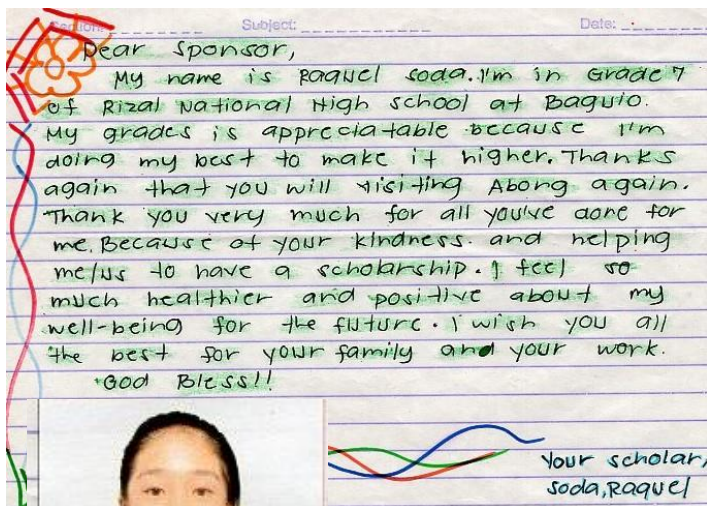 Section: Subject: Date:
Dear Sponsor,
My name is Raquel Soda. I'm in Grade 7
of Rizal National High School at Baguio.
My grades is appreciatable because I'm
doing my best to make it higher. Thanks
again that you will visiting Abong again.
Thank you very much for all you've done for
me. Because of your kindness. and helping
me/us to have a scholarship. I feel so
much healthier and positive about my
well-being for the future. I wish you all
the best for your family and your work.
God Bless!!
Your scholar,
Soda, Raquel